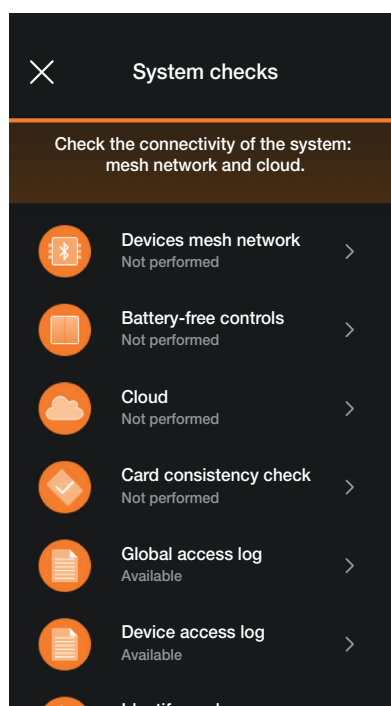 System checks
Check the connectivity of the system:
mesh network and cloud.
Devices mesh network
Not performed
Battery-free controls
Not performed
Cloud
Not performed
Card consistency check
Not performed
Global access log
Available
Device access log
Available